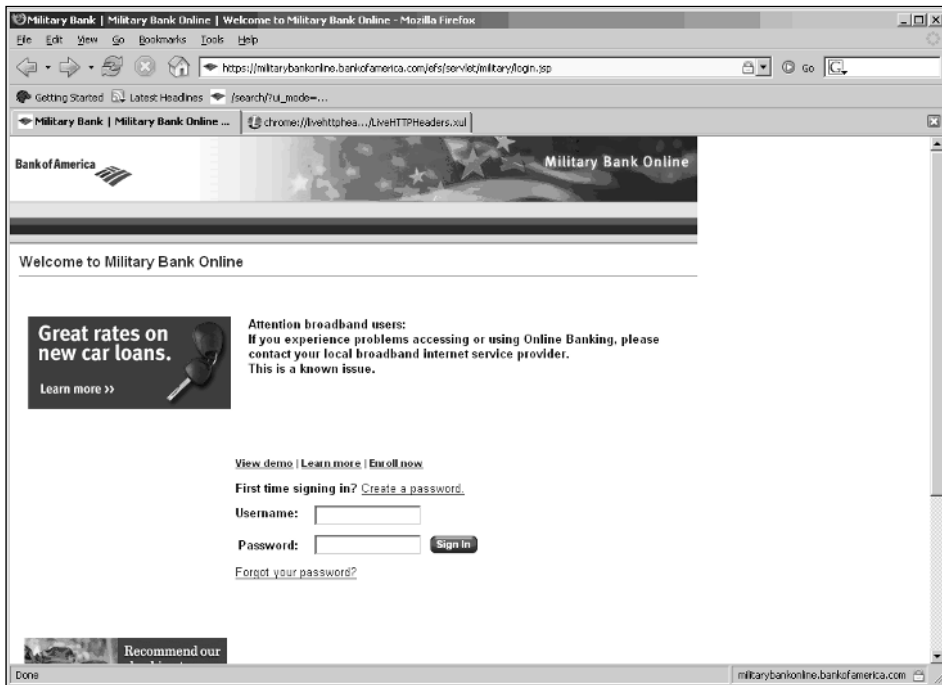 Military Bank | Military Bank Online | Welcome to Military Bank Online - Mozilla Firefox
File Edit View Go Bookmarks Tools Help
https://militarybankonline.bankofamerica.com/efs/servlet/military/login.jsp
Go
G
Getting Started Latest Headlines /search/?ui_mode=...
Military Bank | Military Bank Online ... chrome://livehttphea.../LiveHTTPHeaders.xul
Bank of America
Military Bank Online
Welcome to Military Bank Online
Great rates on
new car loans.
Learn more >>
Attention broadband users:
If you experience problems accessing or using Online Banking, please
contact your local broadband internet service provider.
This is a known issue.
View demo | Learn more | Enroll now
First time signing in? Create a password.
Username:
Password: Sign In
Forgot your password?
Recommend our
Done militarybankonline.bankofamerica.com